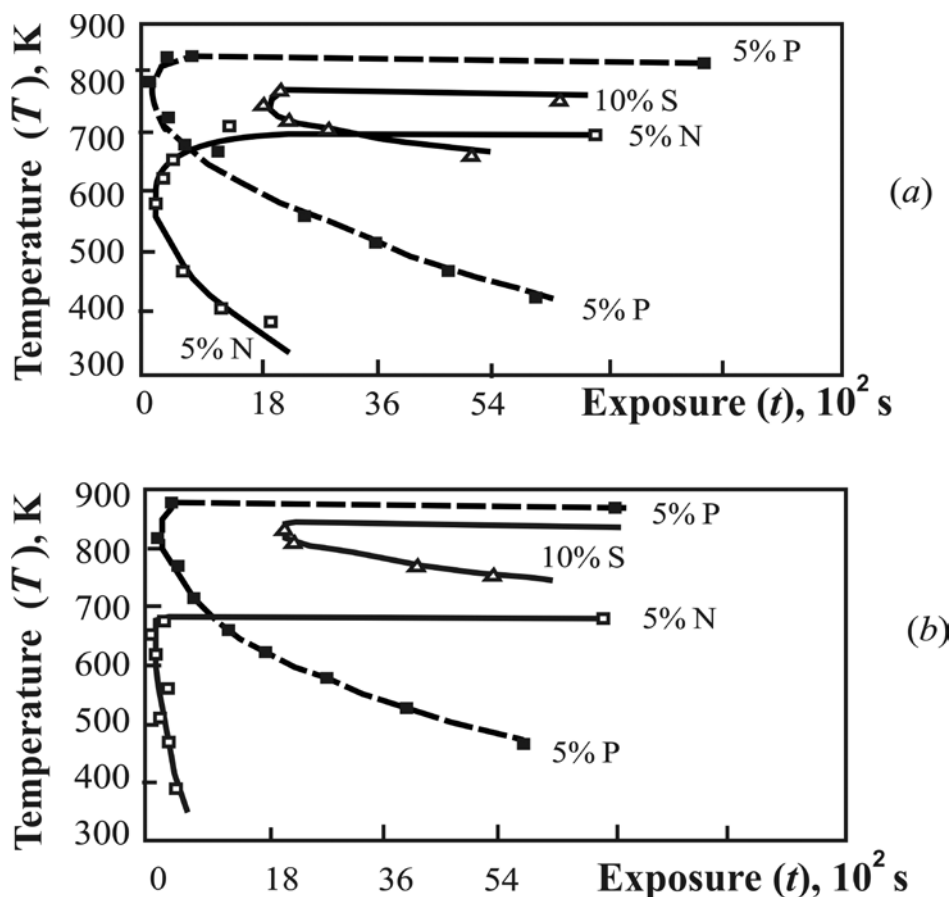 Temperature (T), K
900
800
700
600
500
400
300
5% P
10% S
5% N
5% P
5% N
(a)
0
18
36
54
Exposure (t), 10² s
Temperature (T), K
900
800
700
600
500
400
300
5% P
10% S
5% N
5% P
(b)
0
18
36
54
Exposure (t), 10² s